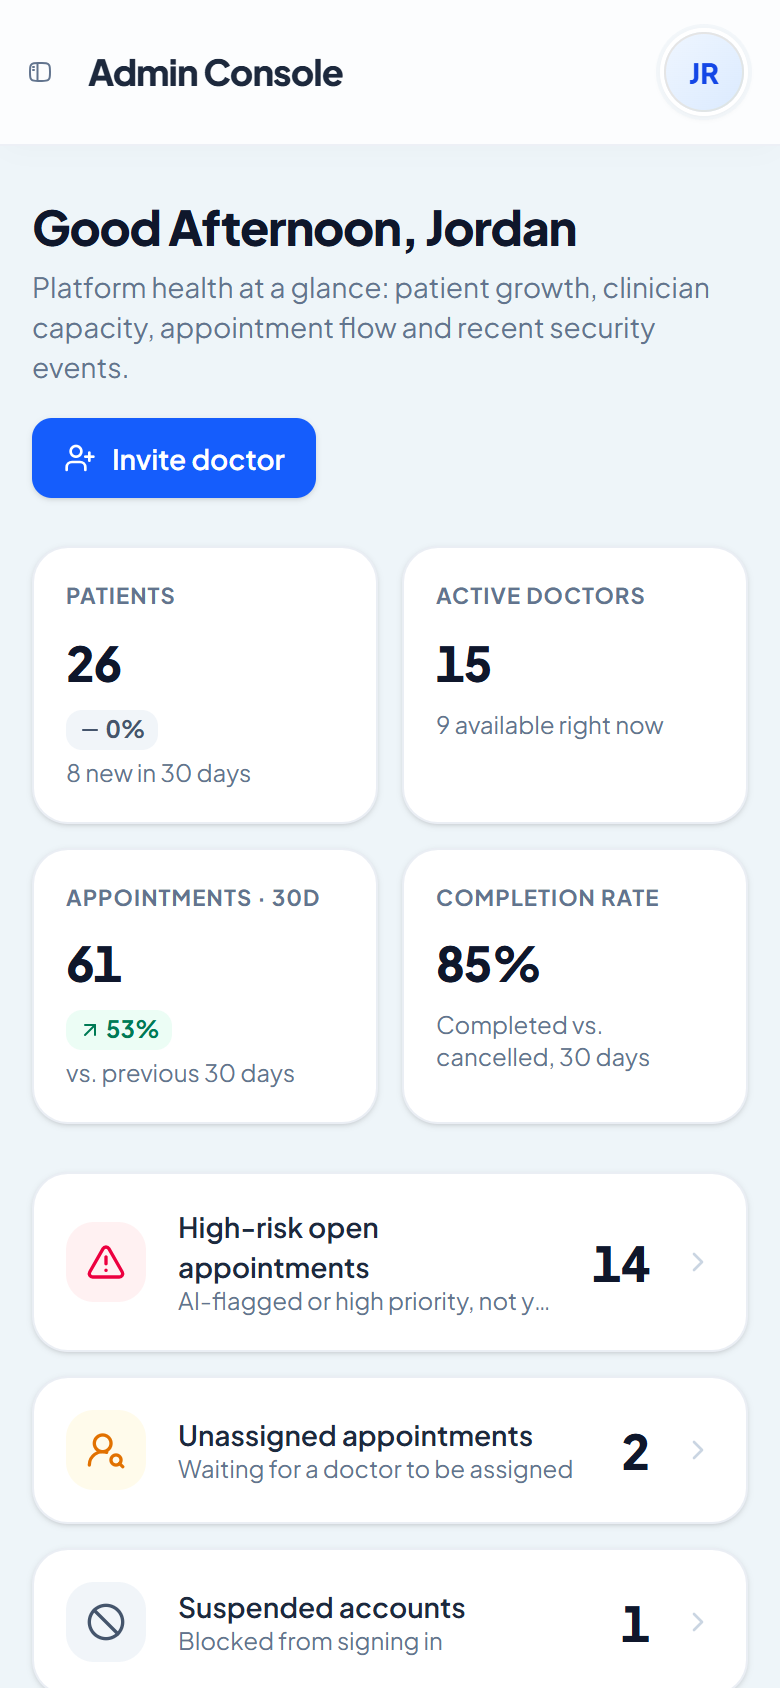 Admin Console
JR
Good Afternoon, Jordan
Platform health at a glance: patient growth, clinician
capacity, appointment flow and recent security
events.
Invite doctor
PATIENTS
26
— 0%
8 new in 30 days
ACTIVE DOCTORS
15
9 available right now
APPOINTMENTS · 30D
61
↗ 53%
vs. previous 30 days
COMPLETION RATE
85%
Completed vs.
cancelled, 30 days
High-risk open
appointments
AI-flagged or high priority, not y...
14
Unassigned appointments
Waiting for a doctor to be assigned
2
Suspended accounts
Blocked from signing in
1